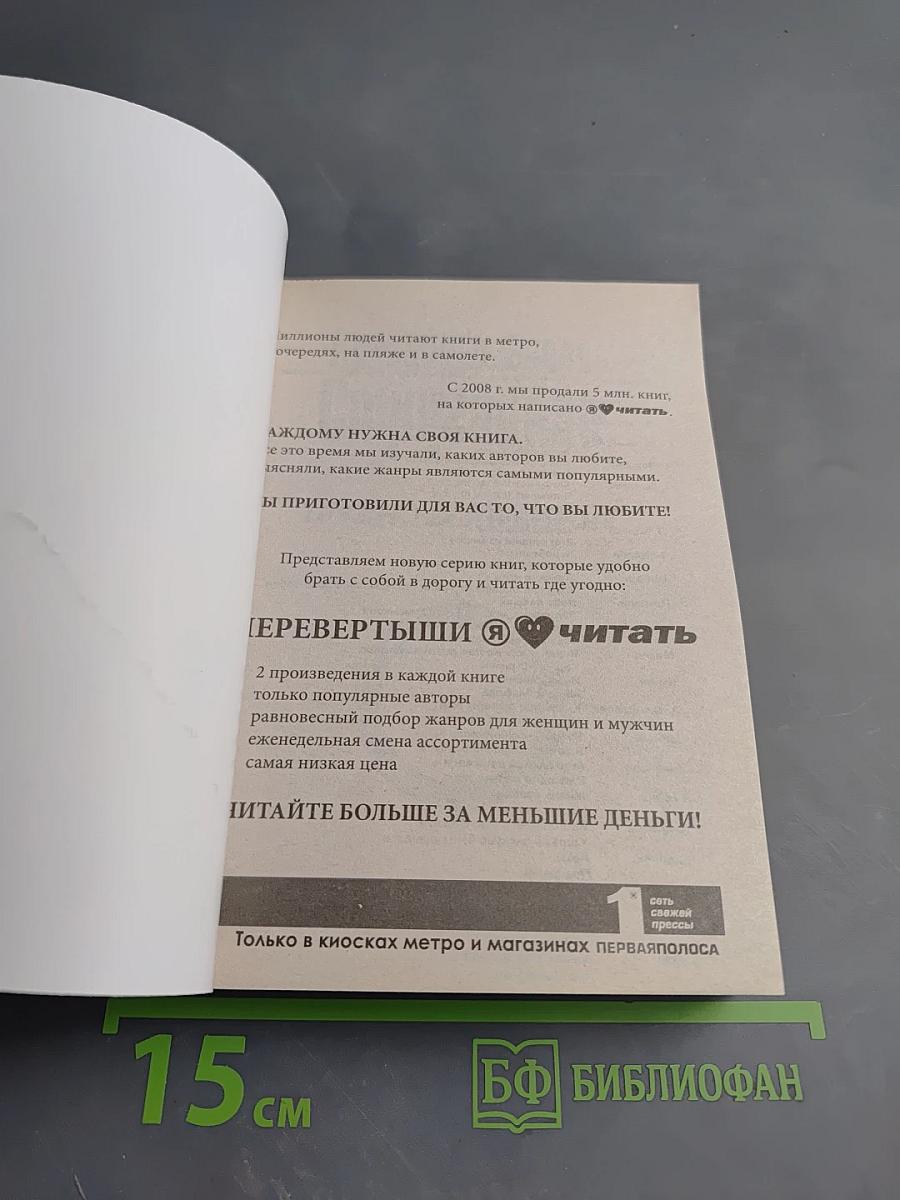 иллионы людей читают книги в метро,
очередях, на пляже и в самолете.
С 2008 г. мы продали 5 млн. книг,
на которых написано Я читать.
АЖДОМУ НУЖНА СВОЯ КНИГА.
се это время мы изучали, каких авторов вы любите,
ыясняли, какие жанры являются самыми популярными.
Ы ПРИГОТОВИЛИ ДЛЯ ВАС ТО, ЧТО ВЫ ЛЮБИТЕ!
Представляем новую серию книг, которые удобно
брать с собой в дорогу и читать где угодно:
ПЕРЕВЕРТЫШИ Я читать
2 произведения в каждой книге
только популярные авторы
равновесный подбор жанров для женщин и мужчин
еженедельная смена ассортимента
самая низкая цена
ЧИТАЙТЕ БОЛЬШЕ ЗА МЕНЬШИЕ ДЕНЬГИ!
1
сеть
свежей
прессы
Только в киосках метро и магазинах ПЕРВАЯПОЛОСА
15 см
БФ БИБЛИОФАН